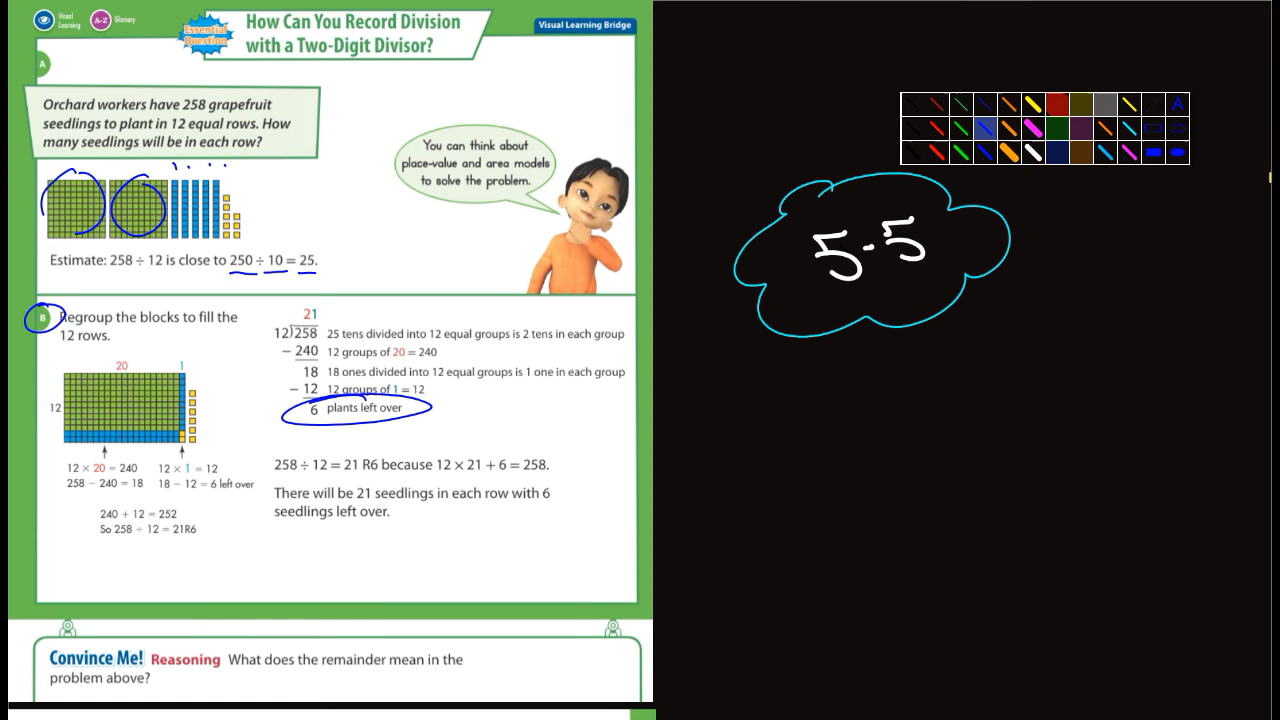 Visual
Learning
A-Z Glossary
Essential
Question
How Can You Record Division
with a Two-Digit Divisor?
Visual Learning Bridge
A
Orchard workers have 258 grapefruit
seedlings to plant in 12 equal rows. How
many seedlings will be in each row?
You can think about
place-value and area models
to solve the problem.
Estimate: 258 ÷ 12 is close to 250 ÷ 10 = 25.
B
Regroup the blocks to fill the
12 rows.
20 1
12
12 × 20 = 240
258 − 240 = 18
12 × 1 = 12
18 − 12 = 6 left over
240 + 12 = 252
So 258 ÷ 12 = 21R6
21
12)258 25 tens divided into 12 equal groups is 2 tens in each group
− 240 12 groups of 20 = 240
18 18 ones divided into 12 equal groups is 1 one in each group
− 12 12 groups of 1 = 12
6 plants left over
258 ÷ 12 = 21 R6 because 12 × 21 + 6 = 258.
There will be 21 seedlings in each row with 6
seedlings left over.
Convince Me! Reasoning What does the remainder mean in the
problem above?
A
5-5